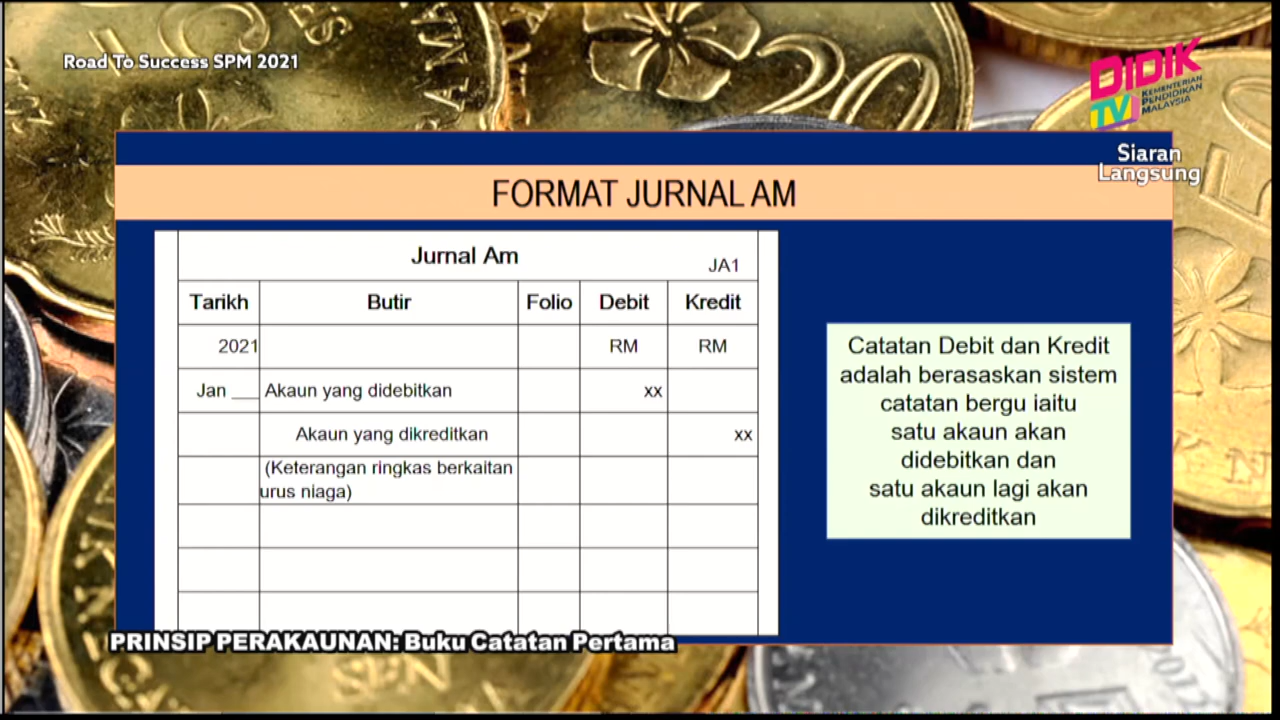 Road To Success SPM 2021
DIDIK
TV
KEMENTERIAN
PENDIDIKAN
MALAYSIA
Siaran
Langsung
FORMAT JURNAL AM
Jurnal Am
JA1
Tarikh Butir Folio Debit Kredit
2021 RM RM
Jan ___ Akaun yang didebitkan xx
Akaun yang dikreditkan xx
(Keterangan ringkas berkaitan
urus niaga)
Catatan Debit dan Kredit
adalah berasaskan sistem
catatan bergu iaitu
satu akaun akan
didebitkan dan
satu akaun lagi akan
dikreditkan
PRINSIP PERAKAUNAN: Buku Catatan Pertama
20